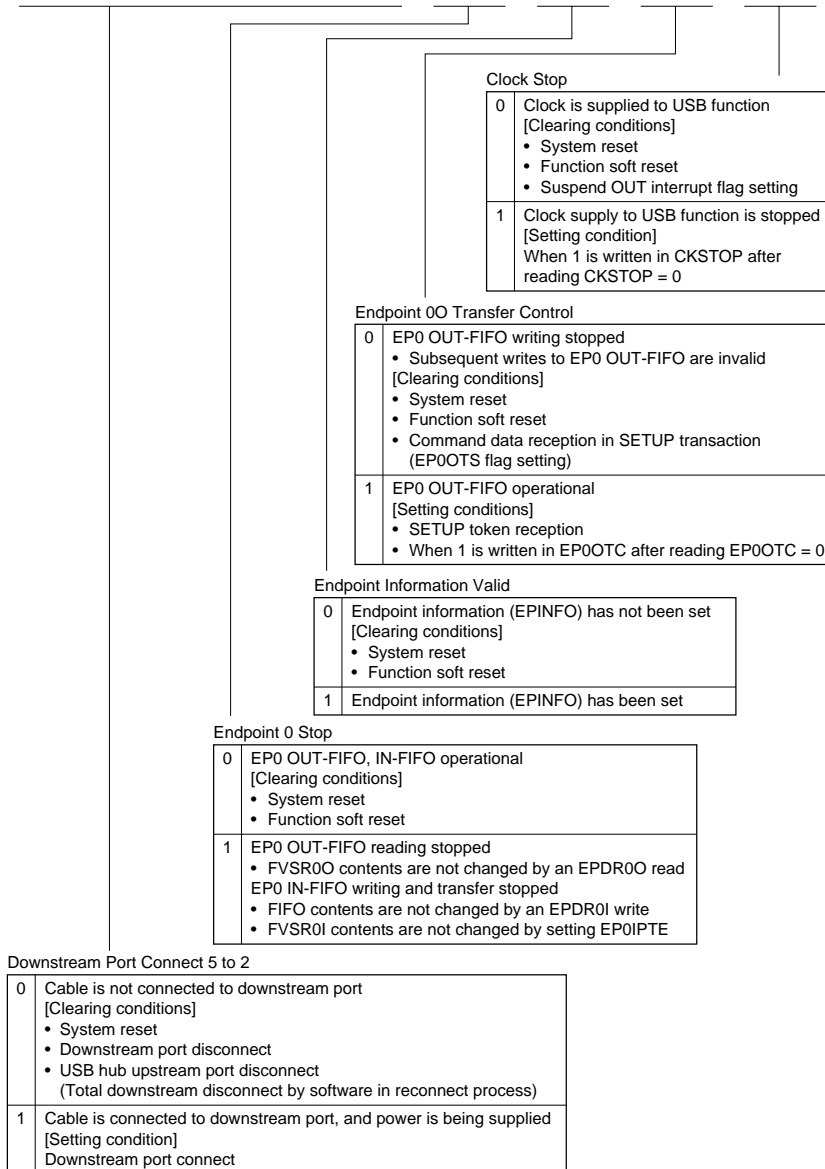 Clock Stop
0 Clock is supplied to USB function
[Clearing conditions]
• System reset
• Function soft reset
• Suspend OUT interrupt flag setting
1 Clock supply to USB function is stopped
[Setting condition]
When 1 is written in CKSTOP after
reading CKSTOP = 0
Endpoint 0O Transfer Control
0 EP0 OUT-FIFO writing stopped
• Subsequent writes to EP0 OUT-FIFO are invalid
[Clearing conditions]
• System reset
• Function soft reset
• Command data reception in SETUP transaction
(EP0OTS flag setting)
1 EP0 OUT-FIFO operational
[Setting conditions]
• SETUP token reception
• When 1 is written in EP0OTC after reading EP0OTC = 0
Endpoint Information Valid
0 Endpoint information (EPINFO) has not been set
[Clearing conditions]
• System reset
• Function soft reset
1 Endpoint information (EPINFO) has been set
Endpoint 0 Stop
0 EP0 OUT-FIFO, IN-FIFO operational
[Clearing conditions]
• System reset
• Function soft reset
1 EP0 OUT-FIFO reading stopped
• FVSR0O contents are not changed by an EPDR0O read
EP0 IN-FIFO writing and transfer stopped
• FIFO contents are not changed by an EPDR0I write
• FVSR0I contents are not changed by setting EP0IPTE
Downstream Port Connect 5 to 2
0 Cable is not connected to downstream port
[Clearing conditions]
• System reset
• Downstream port disconnect
• USB hub upstream port disconnect
(Total downstream disconnect by software in reconnect process)
1 Cable is connected to downstream port, and power is being supplied
[Setting condition]
Downstream port connect